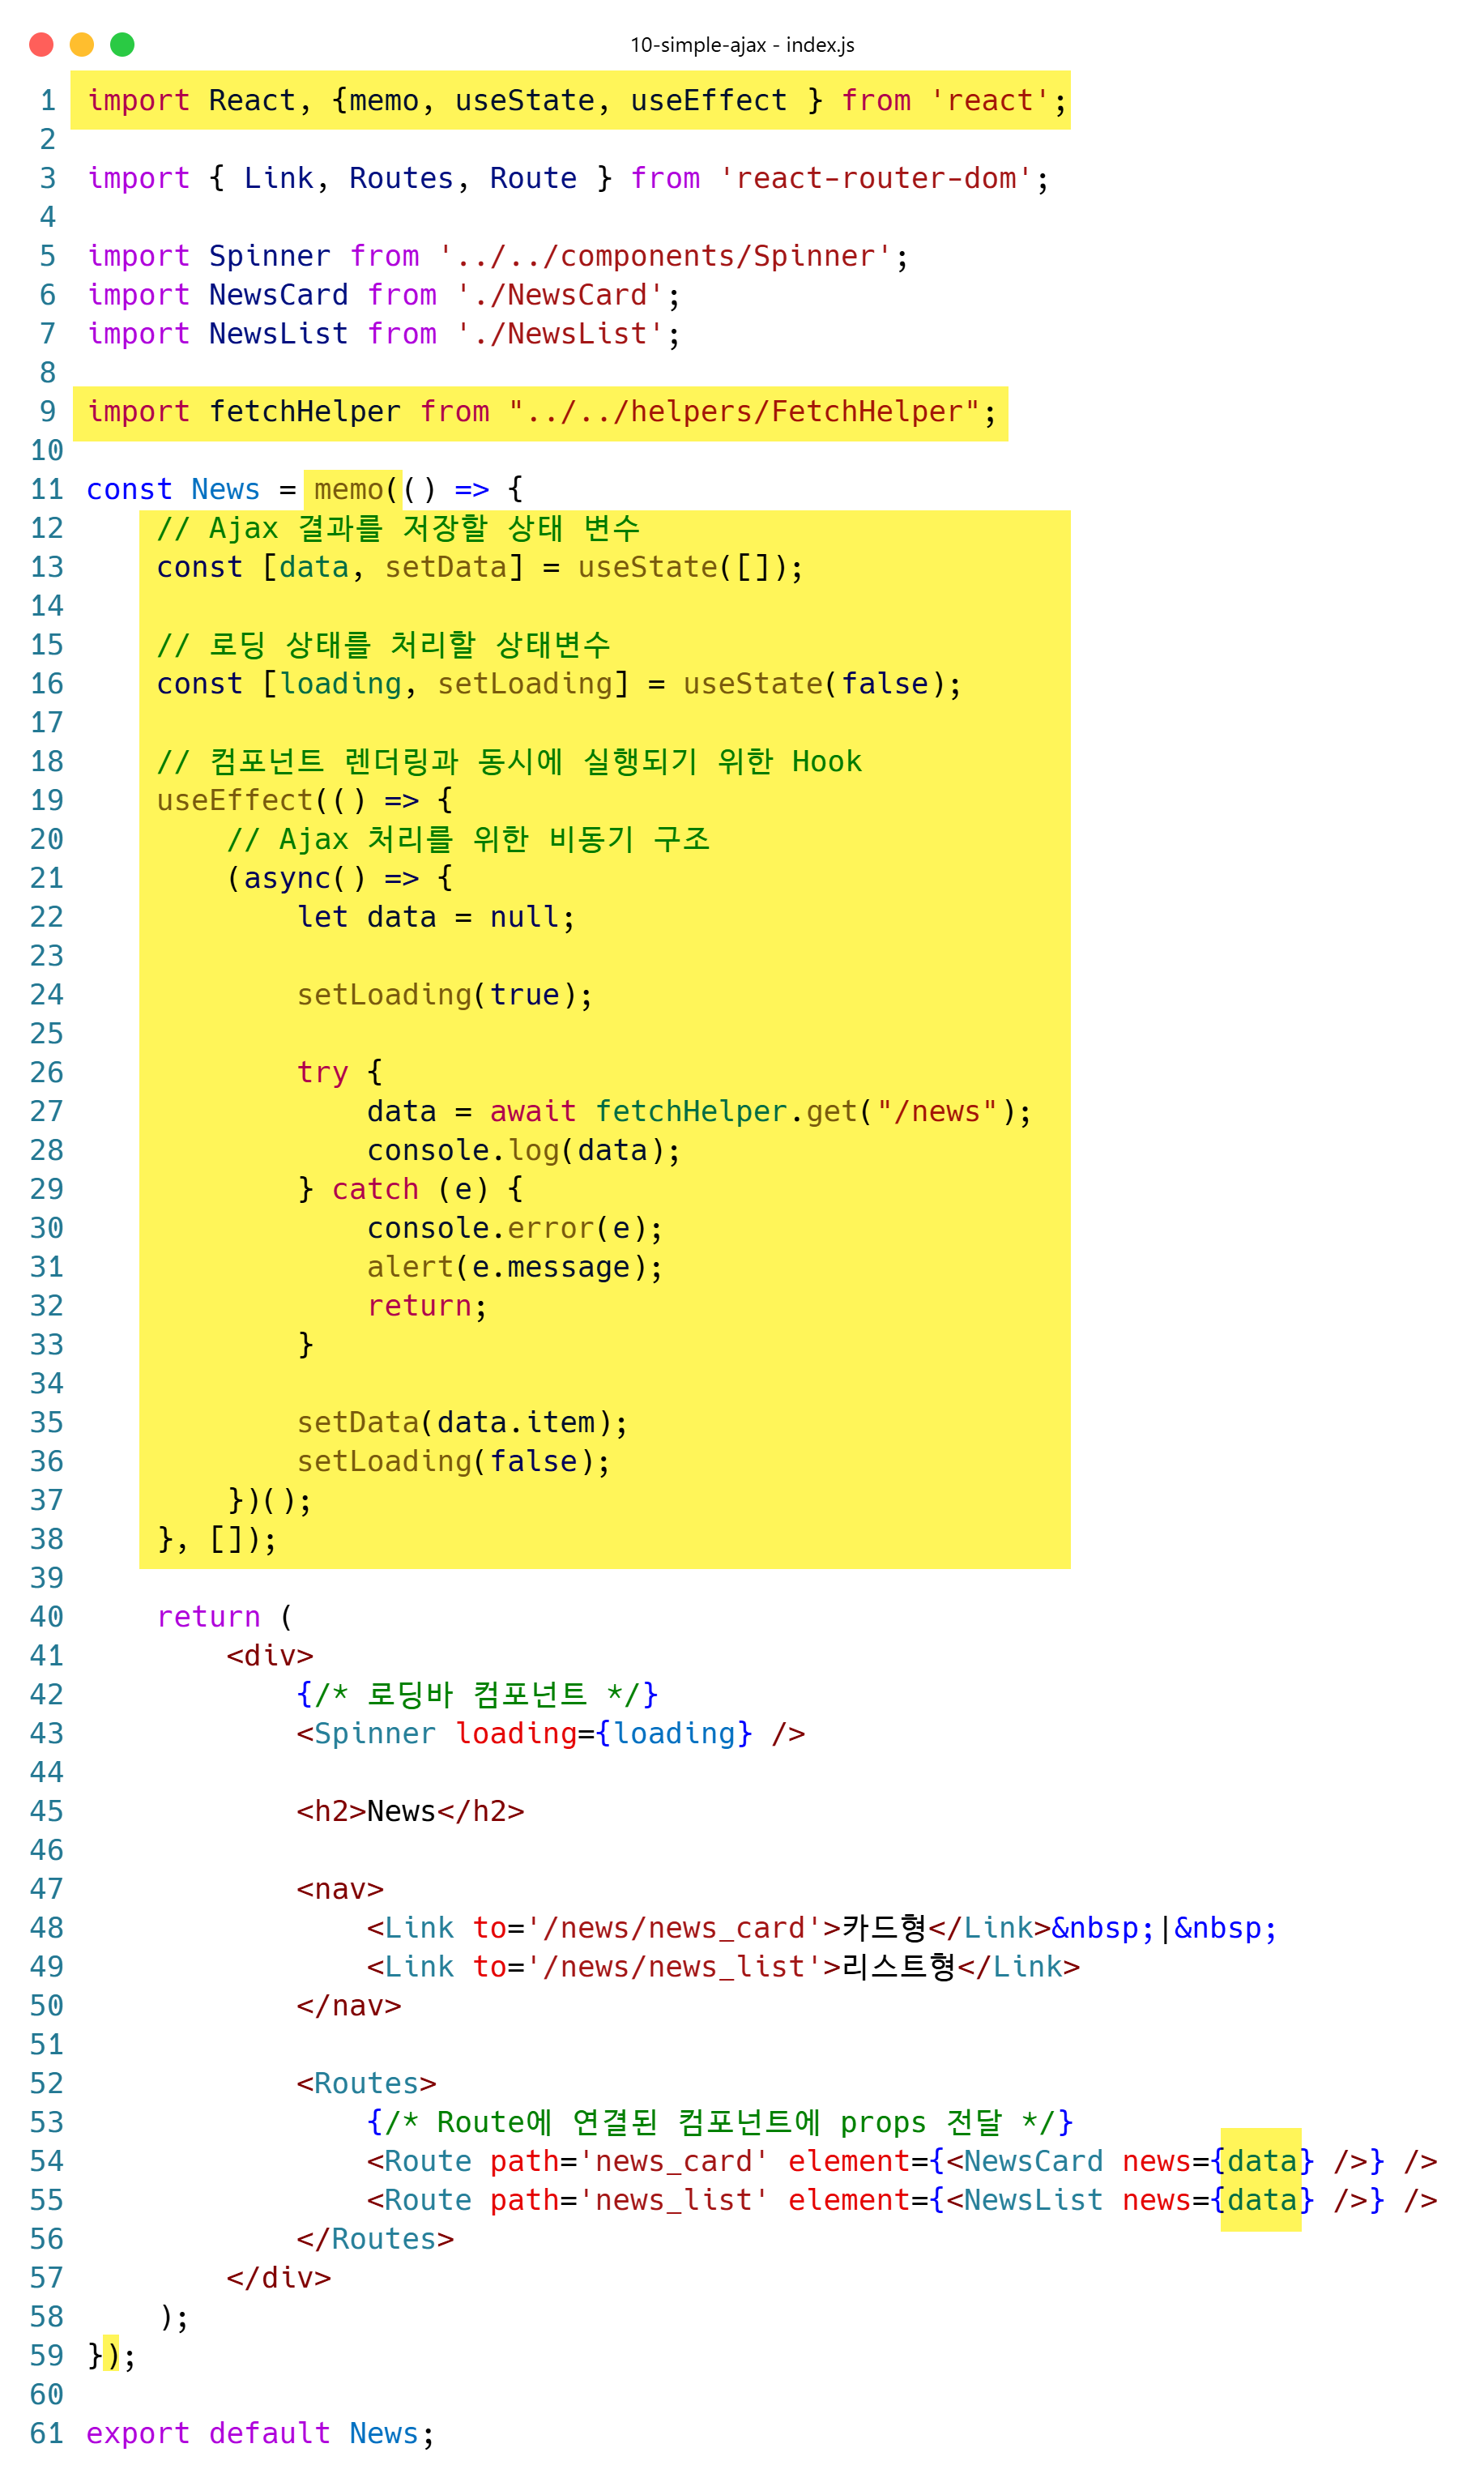 10-simple-ajax - index.js
1 import React, {memo, useState, useEffect } from 'react';
2
3 import { Link, Routes, Route } from 'react-router-dom';
4
5 import Spinner from '../../components/Spinner';
6 import NewsCard from './NewsCard';
7 import NewsList from './NewsList';
8
9 import fetchHelper from "../../helpers/FetchHelper";
10
11 const News = memo(() => {
12     // Ajax 결과를 저장할 상태 변수
13     const [data, setData] = useState([]);
14
15     // 로딩 상태를 처리할 상태변수
16     const [loading, setLoading] = useState(false);
17
18     // 컴포넌트 렌더링과 동시에 실행되기 위한 Hook
19     useEffect(() => {
20         // Ajax 처리를 위한 비동기 구조
21         (async() => {
22             let data = null;
23
24             setLoading(true);
25
26             try {
27                 data = await fetchHelper.get("/news");
28                 console.log(data);
29             } catch (e) {
30                 console.error(e);
31                 alert(e.message);
32                 return;
33             }
34
35             setData(data.item);
36             setLoading(false);
37         })();
38     }, []);
39
40     return (
41         <div>
42             {/* 로딩바 컴포넌트 */}
43             <Spinner loading={loading} />
44
45             <h2>News</h2>
46
47             <nav>
48                 <Link to='/news/news_card'>카드형</Link>&nbsp;|&nbsp;
49                 <Link to='/news/news_list'>리스트형</Link>
50             </nav>
51
52             <Routes>
53                 {/* Route에 연결된 컴포넌트에 props 전달 */}
54                 <Route path='news_card' element={<NewsCard news={data} />} />
55                 <Route path='news_list' element={<NewsList news={data} />} />
56             </Routes>
57         </div>
58     );
59 });
60
61 export default News;